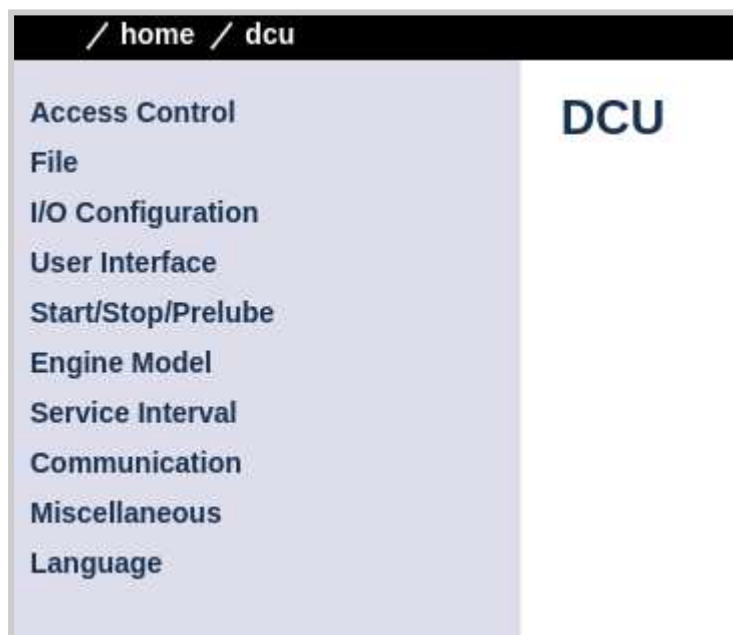 / home / dcu
DCU
Access Control
File
I/O Configuration
User Interface
Start/Stop/Prelube
Engine Model
Service Interval
Communication
Miscellaneous
Language